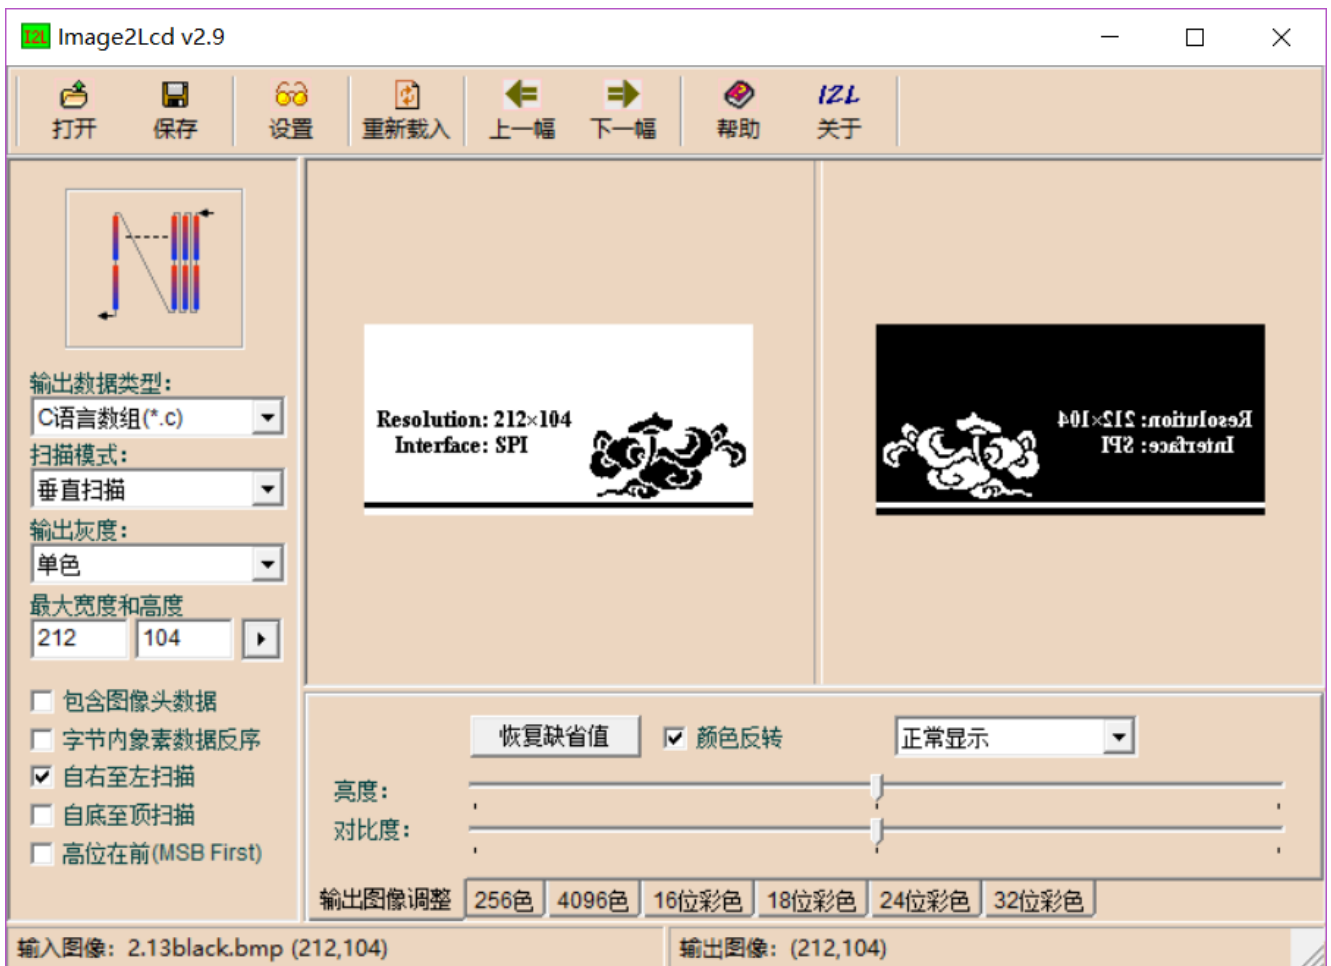 I2L Image2Lcd v2.9
打开 保存 设置 重新载入 上一幅 下一幅 帮助 I2L 关于
输出数据类型:
C语言数组(*.c)
扫描模式:
垂直扫描
输出灰度:
单色
最大宽度和高度
212 104
包含图像头数据
字节内象素数据反序
自右至左扫描
自底至顶扫描
高位在前(MSB First)
Resolution: 212×104
Interface: SPI
Resolution: 212×104
Interface: SPI
恢复缺省值 颜色反转 正常显示
亮度:
对比度:
输出图像调整 256色 4096色 16位彩色 18位彩色 24位彩色 32位彩色
输入图像: 2.13black.bmp (212,104) 输出图像: (212,104)